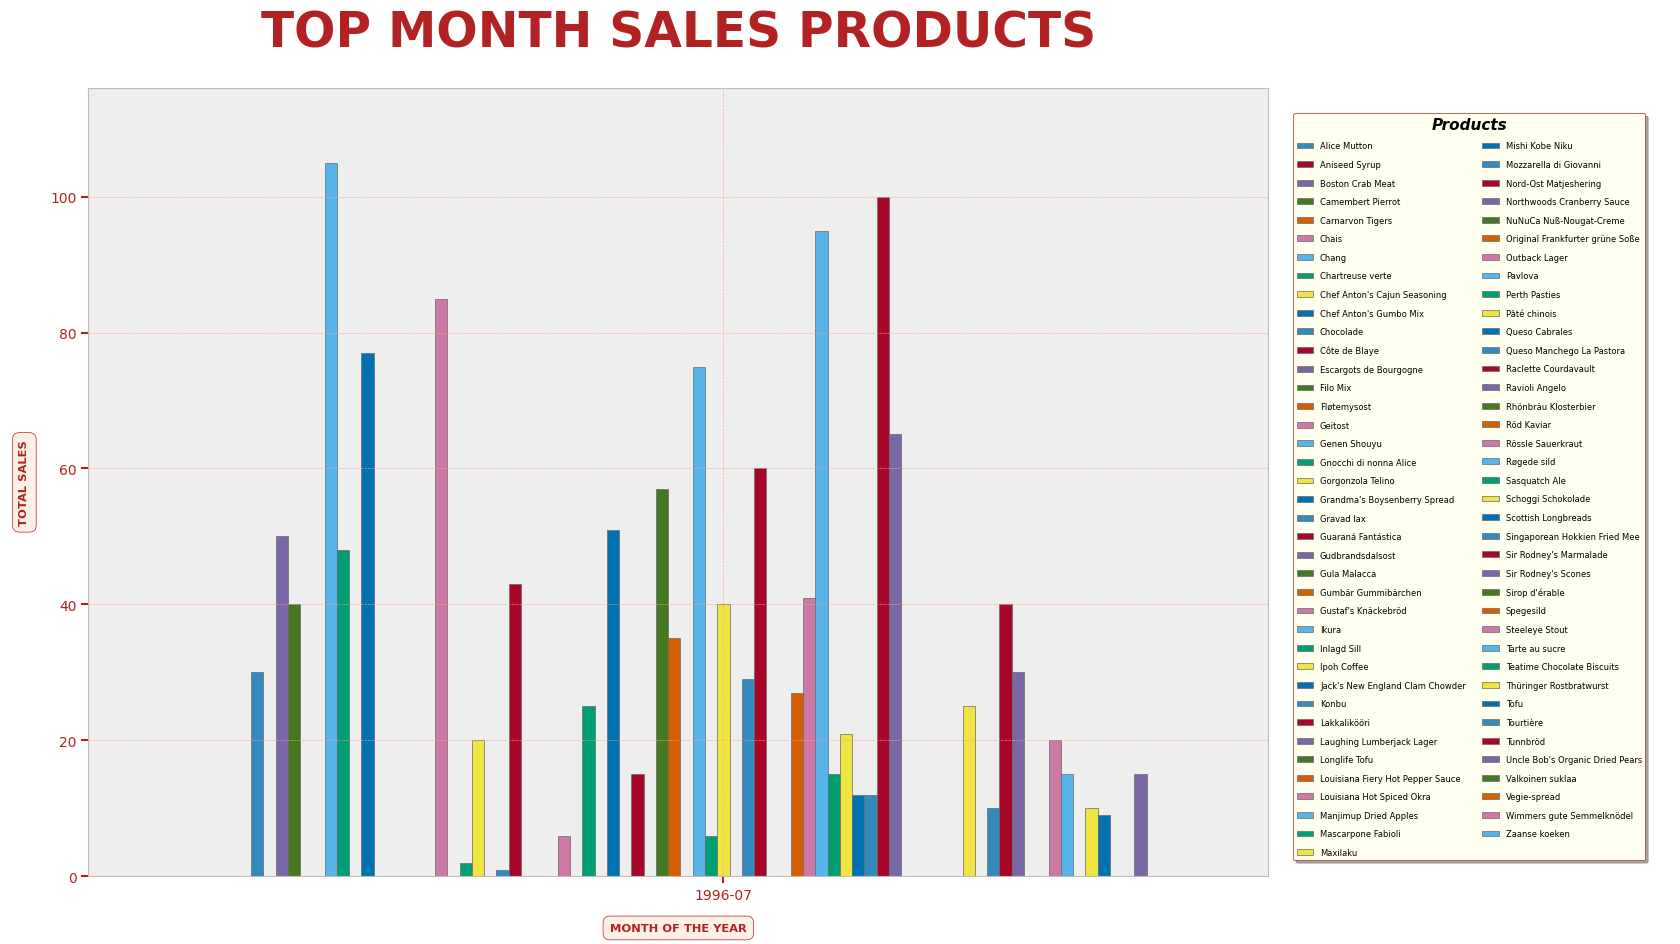 TOP MONTH SALES PRODUCTS
TOTAL SALES
100
80
60
40
20
0
1996-07
MONTH OF THE YEAR
Products
Alice Mutton
Aniseed Syrup
Boston Crab Meat
Camembert Pierrot
Carnarvon Tigers
Chais
Chang
Chartreuse verte
Chef Anton's Cajun Seasoning
Chef Anton's Gumbo Mix
Chocolade
Côte de Blaye
Escargots de Bourgogne
Filo Mix
Fløtemysost
Geitost
Genen Shouyu
Gnocchi di nonna Alice
Gorgonzola Telino
Grandma's Boysenberry Spread
Gravad lax
Guaraná Fantástica
Gudbrandsdalsost
Gula Malacca
Gumbär Gummibärchen
Gustaf's Knäckebröd
Ikura
Inlagd Sill
Ipoh Coffee
Jack's New England Clam Chowder
Konbu
Lakkalikööri
Laughing Lumberjack Lager
Longlife Tofu
Louisiana Fiery Hot Pepper Sauce
Louisiana Hot Spiced Okra
Manjimup Dried Apples
Mascarpone Fabioli
Maxilaku
Mishi Kobe Niku
Mozzarella di Giovanni
Nord-Ost Matjeshering
Northwoods Cranberry Sauce
NuNuCa Nuß-Nougat-Creme
Original Frankfurter grüne Soße
Outback Lager
Pavlova
Perth Pasties
Pâté chinois
Queso Cabrales
Queso Manchego La Pastora
Raclette Courdavault
Ravioli Angelo
Rhönbräu Klosterbier
Röd Kaviar
Rössle Sauerkraut
Røgede sild
Sasquatch Ale
Schoggi Schokolade
Scottish Longbreads
Singaporean Hokkien Fried Mee
Sir Rodney's Marmalade
Sir Rodney's Scones
Sirop d'érable
Spegesild
Steeleye Stout
Tarte au sucre
Teatime Chocolate Biscuits
Thüringer Rostbratwurst
Tofu
Tourtière
Tunnbröd
Uncle Bob's Organic Dried Pears
Valkoinen suklaa
Vegie-spread
Wimmers gute Semmelknödel
Zaanse koeken